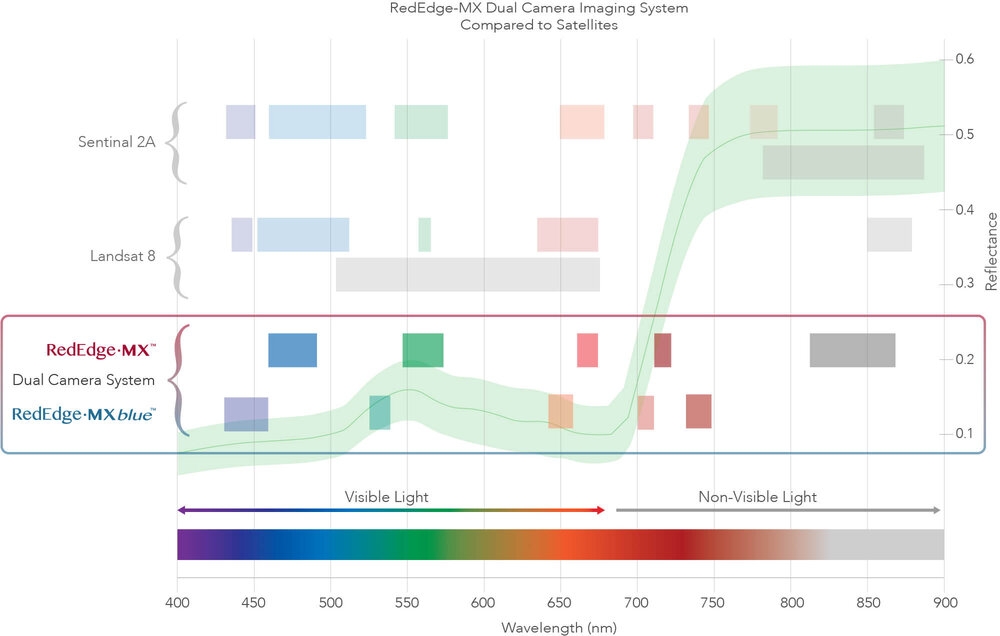 RedEdge-MX Dual Camera Imaging System
Compared to Satellites
0.6
Sentinal 2A
0.5
0.4
Landsat 8
0.3
Reflectance
RedEdge·MX™
0.2
Dual Camera System
RedEdge·MXblue™
0.1
Visible Light
Non-Visible Light
400 450 500 550 600 650 700 750 800 850 900
Wavelength (nm)